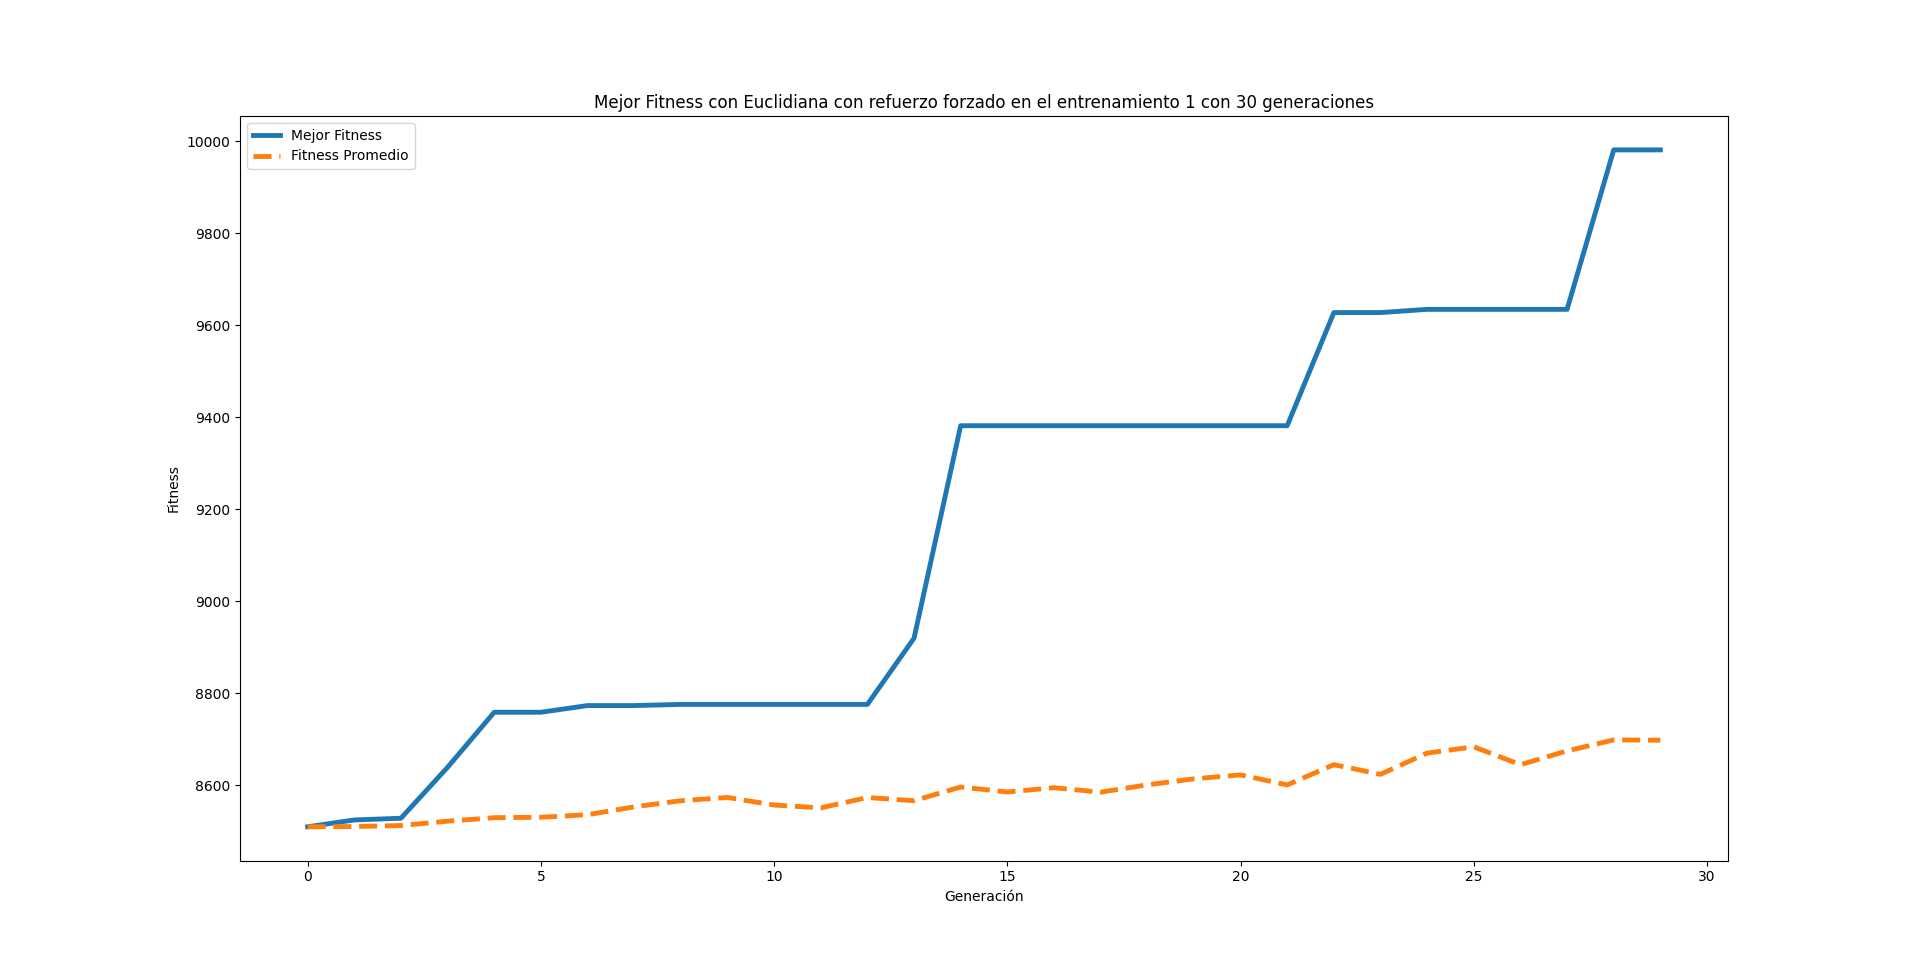 Mejor Fitness con Euclidiana con refuerzo forzado en el entrenamiento 1 con 30 generaciones
Mejor Fitness
Fitness Promedio
10000
9800
9600
9400
9200
9000
8800
8600
Fitness
0 5 10 15 20 25 30
Generación